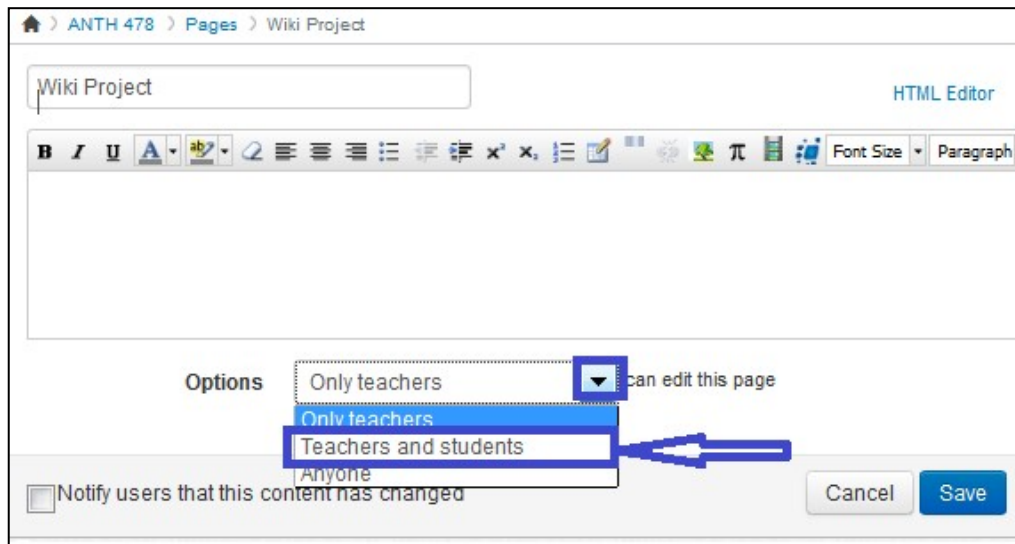 ANTH 478 > Pages > Wiki Project
Wiki Project
HTML Editor
B I U A ab Font Size Paragraph
Options Only teachers can edit this page
Only teachers
Teachers and students
Anyone
Notify users that this content has changed Cancel Save